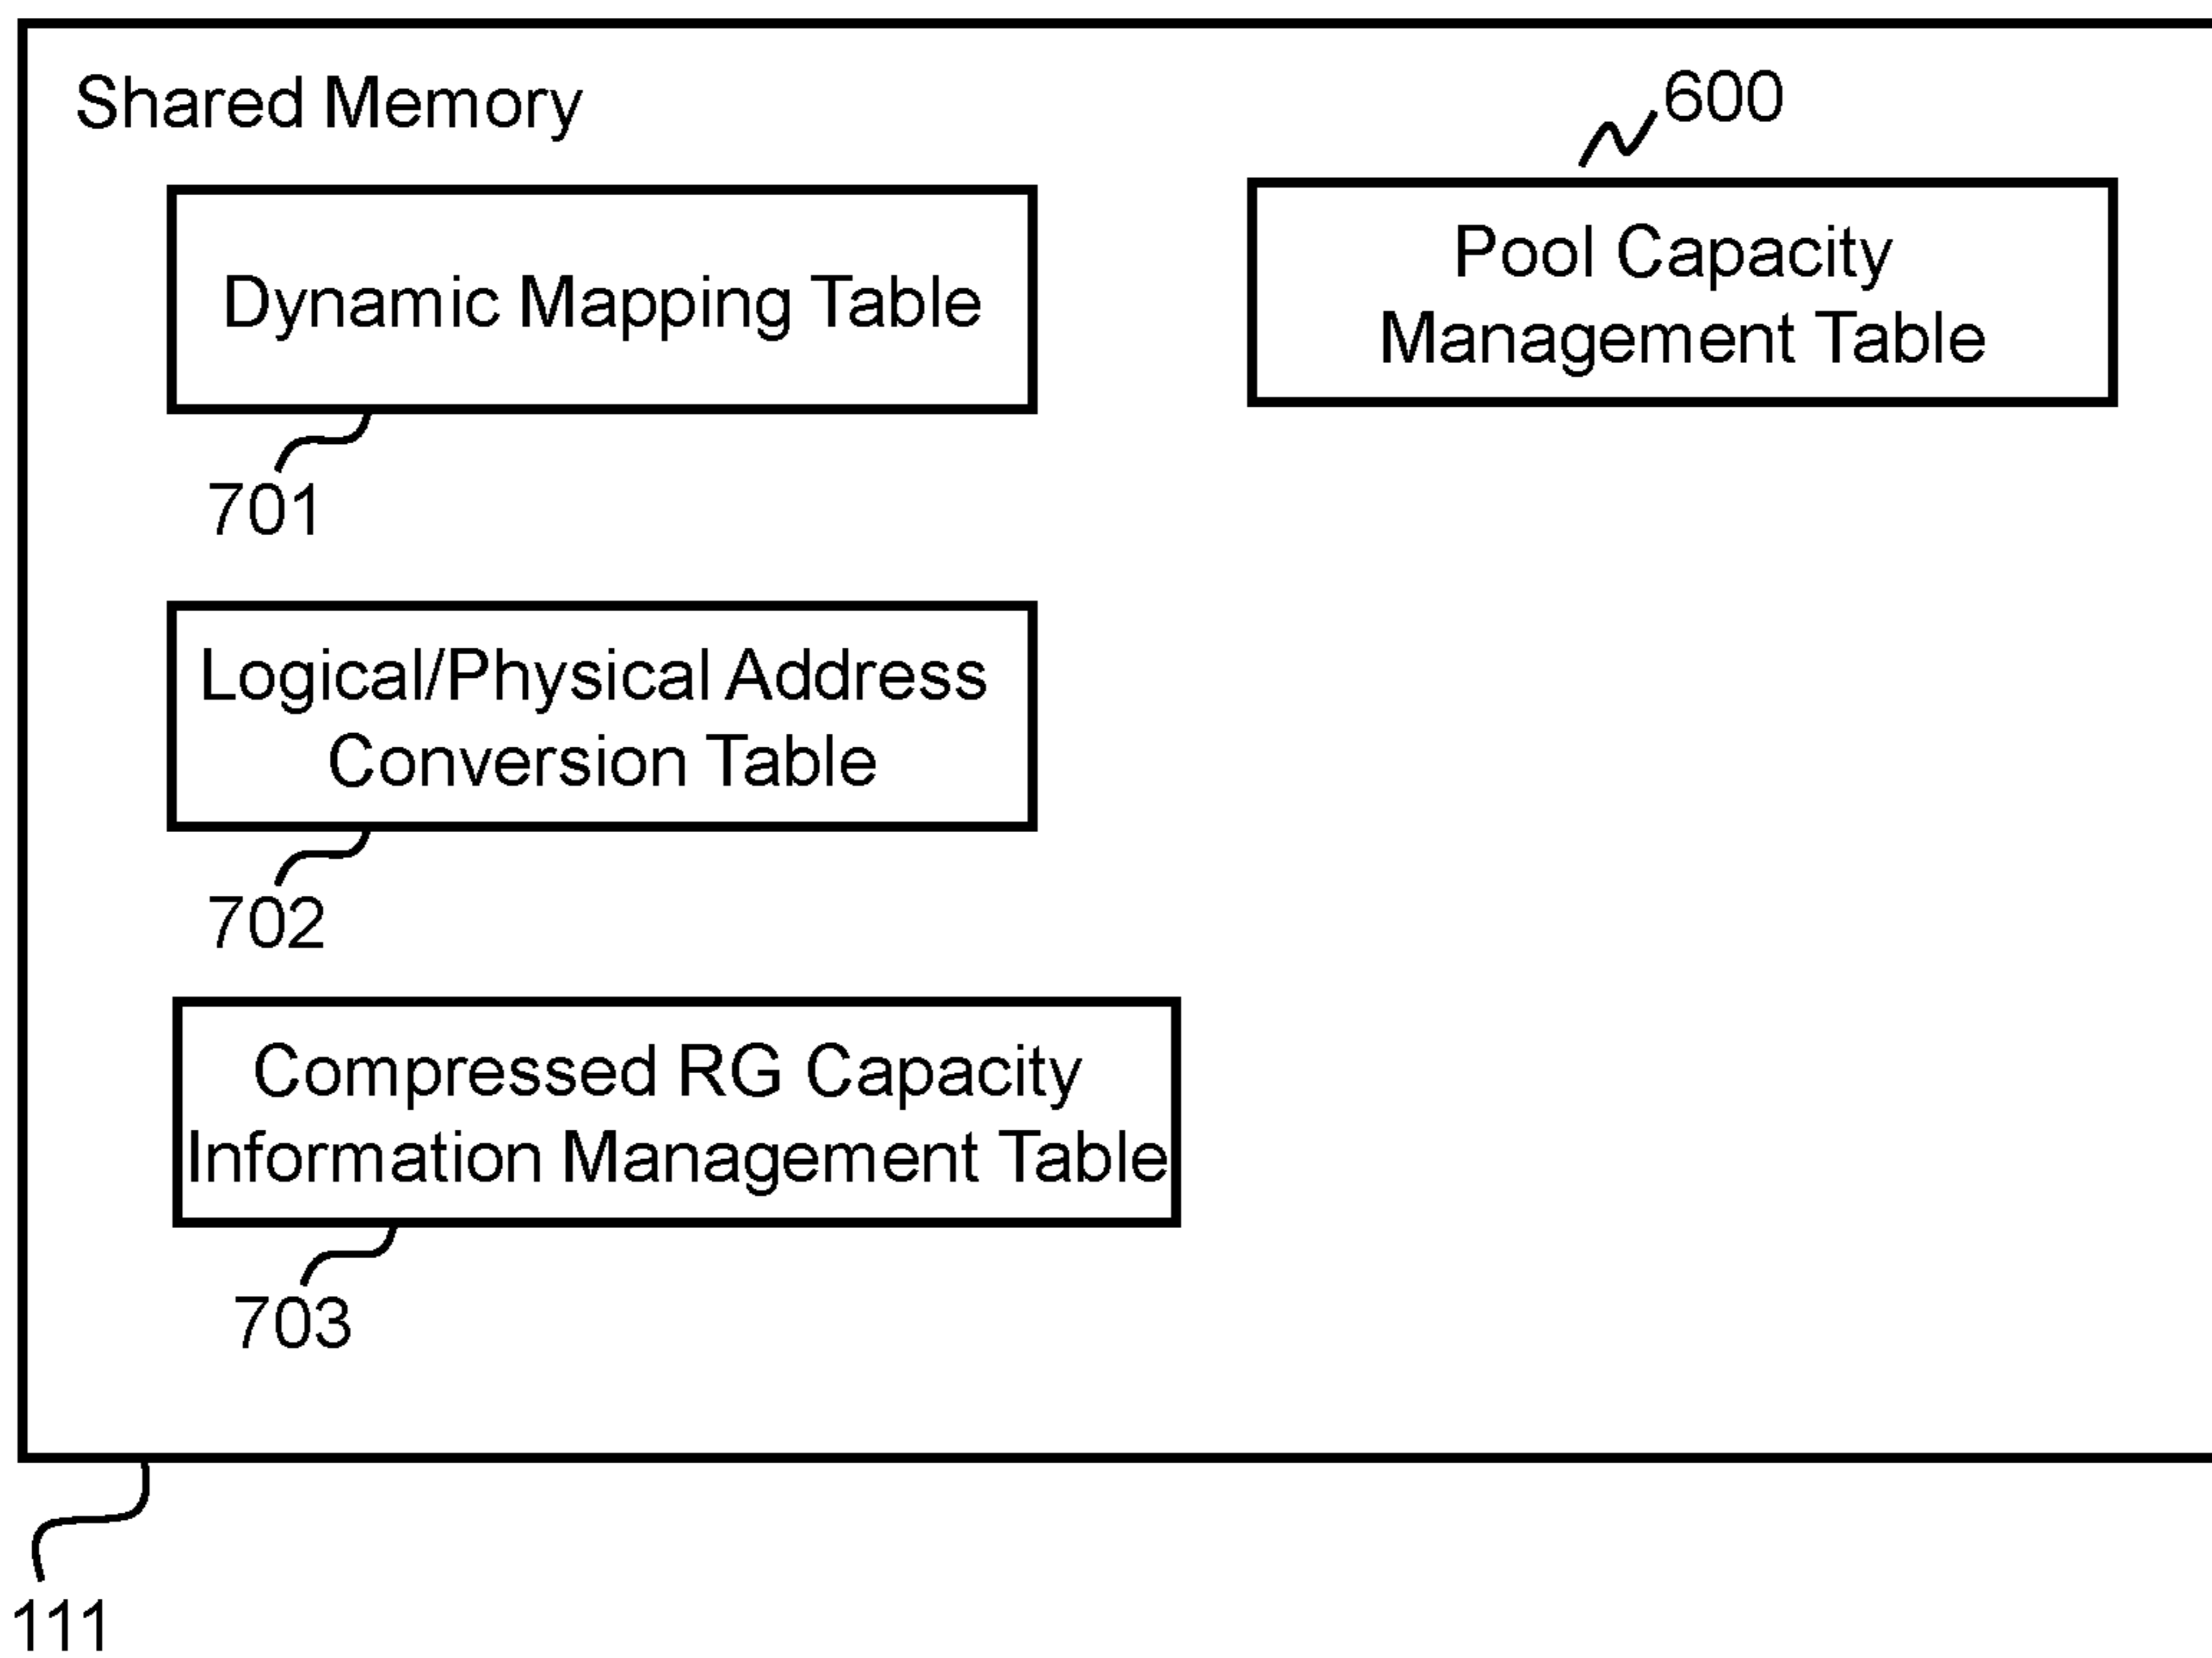 Shared Memory
600
Dynamic Mapping Table
Pool Capacity
Management Table
701
Logical/Physical Address
Conversion Table
702
Compressed RG Capacity
Information Management Table
703
111